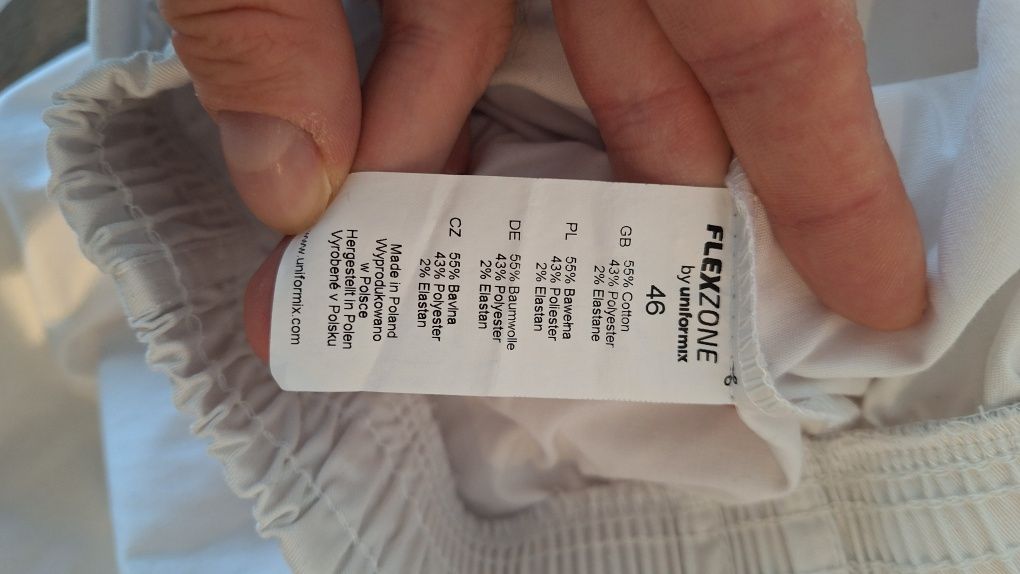 FLEXZONE
by uniformix
46
GB 55% Cotton
43% Polyester
2% Elastane
PL 55% Bawełna
43% Poliester
2% Elastan
DE 55% Baumwolle
43% Polyester
2% Elastan
CZ 55% Bavlna
43% Polyester
2% Elastan
Made in Poland
Wyprodukowano
w Polsce
Hergestellt in Polen
Vyrobené v Polsku
www.uniformix.com